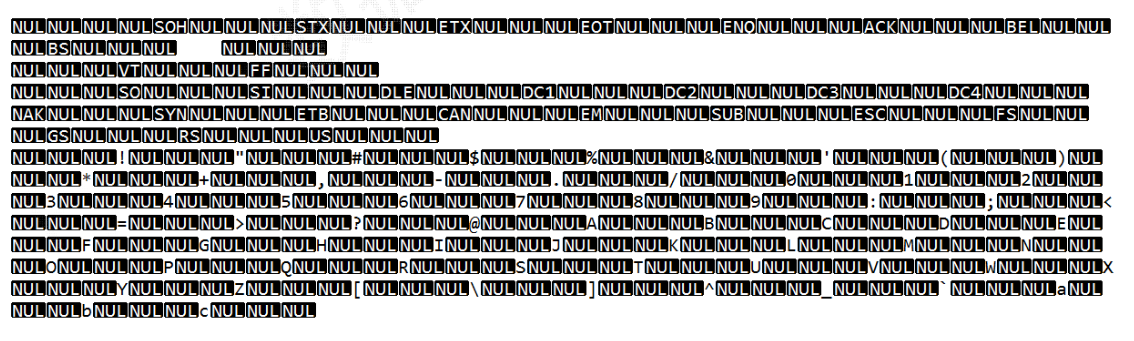 NULNULNULNULSOHNULNULNULSTXNULNULNULETXNULNULNULEOTNULNULNULENQNULNULNULACKNULNULNULBELNULNUL
NULBSNULNULNUL	NULNULNUL
NULNULNULVTNULNULNULFFNULNULNUL
NULNULNULSONULNULNULSINULNULNULDLENULNULNULDC1NULNULNULDC2NULNULNULDC3NULNULNULDC4NULNULNUL
NAKNULNULNULSYNNULNULNULETBNULNULNULCANNULNULNULEMNULNULNULSUBNULNULNULESCNULNULNULFSNULNUL
NULGSNULNULNULRSNULNULNULUSNULNULNUL
NULNULNUL!NULNULNUL"NULNULNUL#NULNULNUL$NULNULNUL%NULNULNUL&NULNULNUL'NULNULNUL(NULNULNUL)NUL
NULNUL*NULNULNUL+NULNULNUL,NULNULNUL-NULNULNUL.NULNULNUL/NULNULNUL0NULNULNUL1NULNULNUL2NULNUL
NUL3NULNULNUL4NULNULNUL5NULNULNUL6NULNULNUL7NULNULNUL8NULNULNUL9NULNULNUL:NULNULNUL;NULNULNUL<
NULNULNUL=NULNULNUL>NULNULNUL?NULNULNUL@NULNULNULANULNULNULBNULNULNULCNULNULNULDNULNULNULENUL
NULNULFNULNULNULGNULNULNULHNULNULNULINULNULNULJNULNULNULKNULNULNULLNULNULNULMNULNULNULNNULNUL
NULONULNULNULPNULNULNULQNULNULNULRNULNULNULSNULNULNULTNULNULNULUNULNULNULVNULNULNULWNULNULNULX
NULNULNULYNULNULNULZNULNULNUL[NULNULNUL\NULNULNUL]NULNULNUL^NULNULNUL_NULNULNUL`NULNULNULaNUL
NULNULbNULNULNULcNULNULNUL